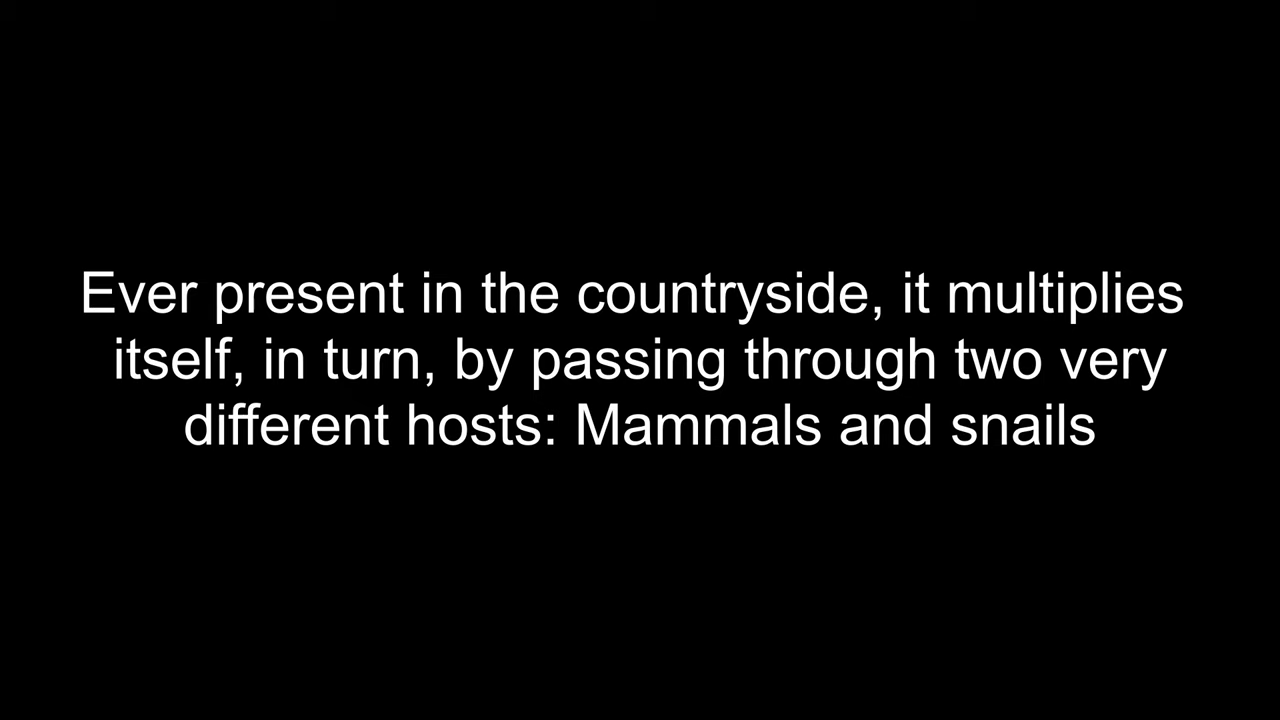 Ever present in the countryside, it multiplies
itself, in turn, by passing through two very
different hosts: Mammals and snails